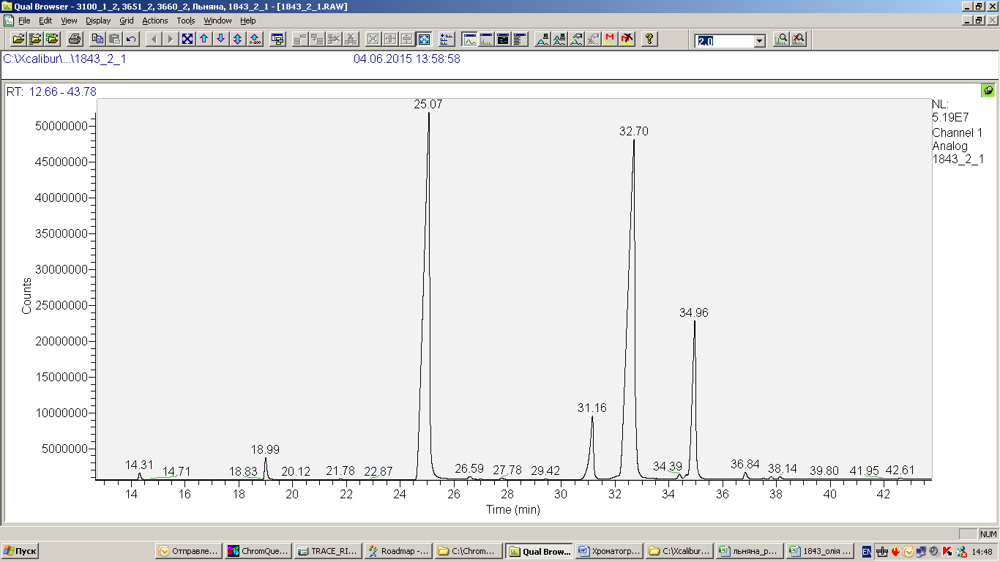 Qual Browser - 3100_1_2, 3651_2, 3660_2, Льняна, 1843_2_1 - [1843_2_1.RAW]
File Edit View Display Grid Actions Tools Window Help
2.0
C:\Xcalibur\...\1843_2_1 04.06.2015 13:58:58
RT: 12.66 - 43.78
NL:
5.19E7
Channel 1
Analog
1843_2_1
25.07
32.70
34.96
31.16
18.99
14.31
14.71
18.83
20.12
21.78
22.87
26.59
27.78
29.42
34.39
36.84
38.14
39.80
41.95
42.61
50000000
45000000
40000000
35000000
30000000
25000000
20000000
15000000
10000000
5000000
Counts
14 16 18 20 22 24 26 28 30 32 34 36 38 40 42
Time (min)
NUM
Пуск Отправле... ChromQue... TRACE_RI... Roadmap -... C:\Chrom... Qual Brow... Хроматогр... C:\Xcalibur... льняна_р... 1843_олія ... EN 14:48